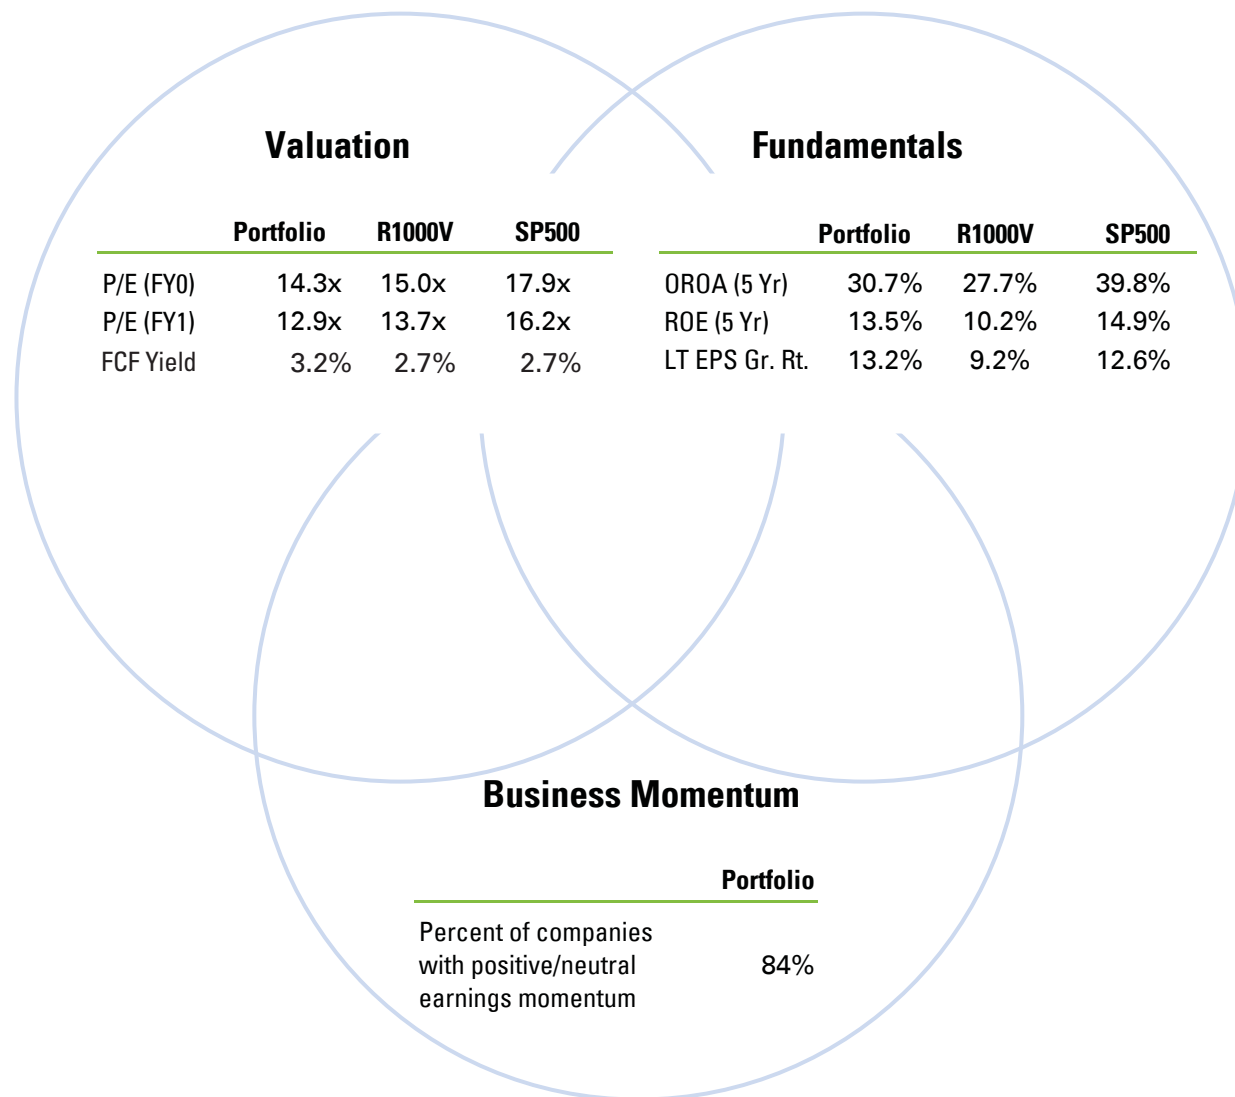 Valuation
Portfolio R1000V SP500
P/E (FY0) 14.3x 15.0x 17.9x
P/E (FY1) 12.9x 13.7x 16.2x
FCF Yield 3.2% 2.7% 2.7%
Fundamentals
Portfolio R1000V SP500
OROA (5 Yr) 30.7% 27.7% 39.8%
ROE (5 Yr) 13.5% 10.2% 14.9%
LT EPS Gr. Rt. 13.2% 9.2% 12.6%
Business Momentum
Portfolio
Percent of companies
with positive/neutral 84%
earnings momentum